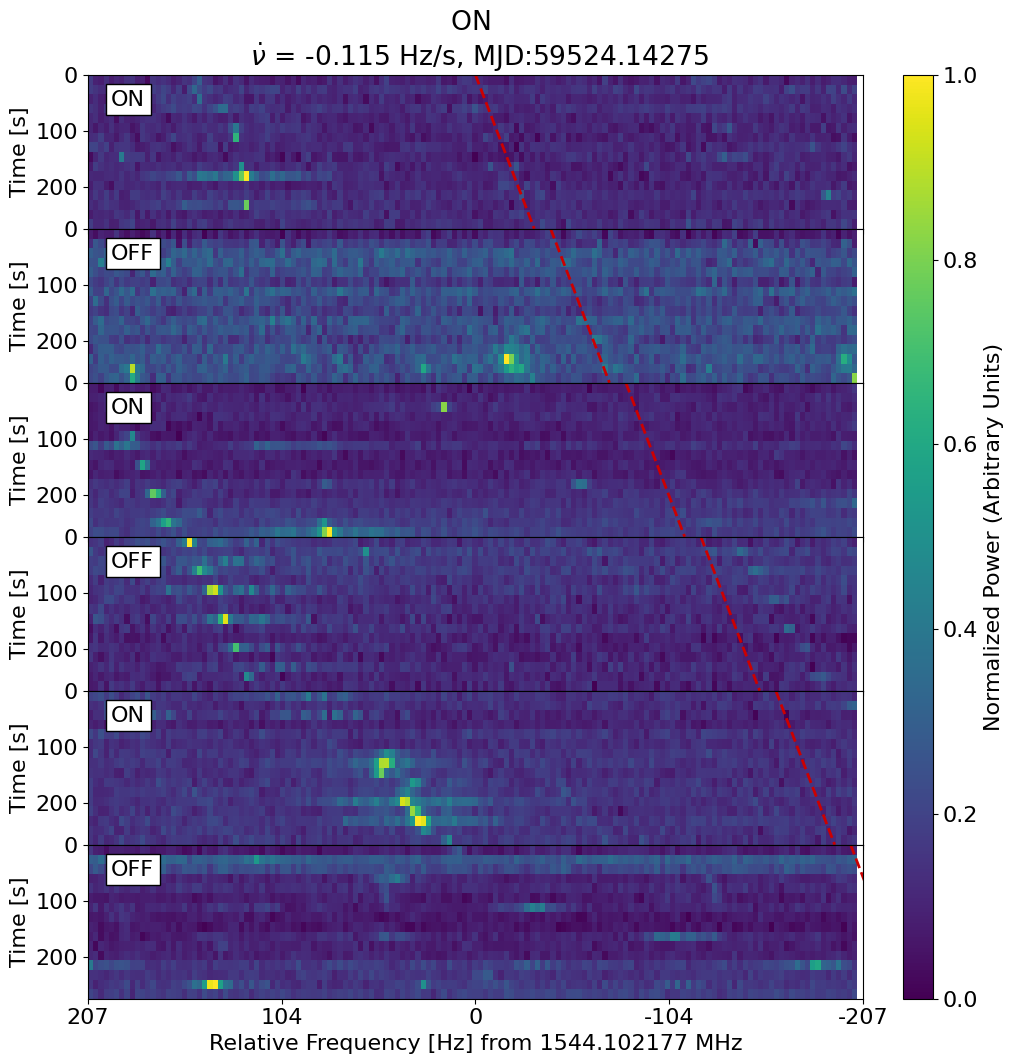 ON
ν̇ = -0.115 Hz/s, MJD:59524.14275
0
100
200
Time [s]
ON
0
100
200
Time [s]
OFF
0
100
200
Time [s]
ON
0
100
200
Time [s]
OFF
0
100
200
Time [s]
ON
0
100
200
Time [s]
OFF
207 104 0 -104 -207
Relative Frequency [Hz] from 1544.102177 MHz
1.0
0.8
0.6
0.4
0.2
0.0
Normalized Power (Arbitrary Units)